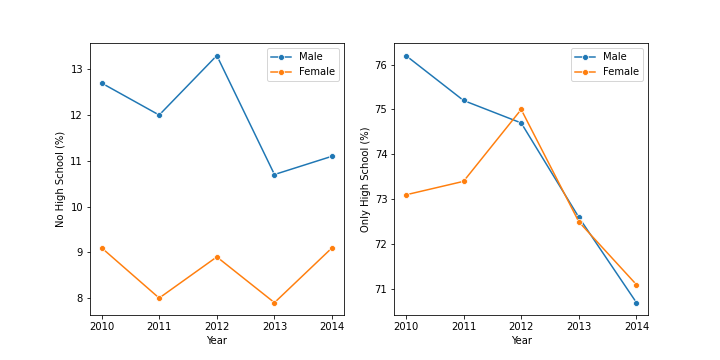 No High School (%)
13
12
11
10
9
8
2010 2011 2012 2013 2014
Year
Male
Female
Only High School (%)
76
75
74
73
72
71
2010 2011 2012 2013 2014
Year
Male
Female